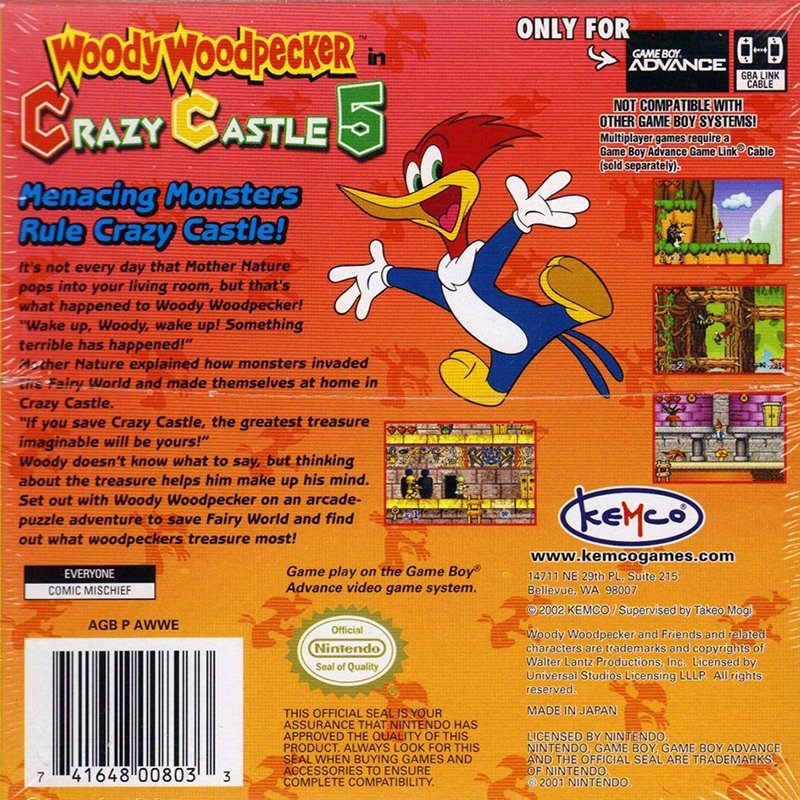 Woody Woodpecker™ in
Crazy Castle 5
ONLY FOR
GAME BOY
ADVANCE
GBA LINK
CABLE
NOT COMPATIBLE WITH
OTHER GAME BOY SYSTEMS!
Multiplayer games require a
Game Boy Advance Game Link® Cable
(sold separately).
Menacing Monsters
Rule Crazy Castle!
It's not every day that Mother Nature
pops into your living room, but that's
what happened to Woody Woodpecker!
"Wake up, Woody, wake up! Something
terrible has happened!"
Mother Nature explained how monsters invaded
the Fairy World and made themselves at home in
Crazy Castle.
"If you save Crazy Castle, the greatest treasure
imaginable will be yours!"
Woody doesn't know what to say, but thinking
about the treasure helps him make up his mind.
Set out with Woody Woodpecker on an arcade-
puzzle adventure to save Fairy World and find
out what woodpeckers treasure most!
KEMCO®
www.kemcogames.com
14711 NE 29th PL, Suite 215
Bellevue, WA 98007
© 2002 KEMCO / Supervised by Takeo Mogi
Woody Woodpecker and Friends and related
characters are trademarks and copyrights of
Walter Lantz Productions, Inc. Licensed by
Universal Studios Licensing LLLP. All rights
reserved.
MADE IN JAPAN
LICENSED BY NINTENDO.
NINTENDO, GAME BOY, GAME BOY ADVANCE
AND THE OFFICIAL SEAL ARE TRADEMARKS
OF NINTENDO.
© 2001 NINTENDO.
EVERYONE
COMIC MISCHIEF
AGB P AWWE
Game play on the Game Boy®
Advance video game system.
Official
Nintendo
Seal of Quality
THIS OFFICIAL SEAL IS YOUR
ASSURANCE THAT NINTENDO HAS
APPROVED THE QUALITY OF THIS
PRODUCT. ALWAYS LOOK FOR THIS
SEAL WHEN BUYING GAMES AND
ACCESSORIES TO ENSURE
COMPLETE COMPATIBILITY.
7 41648 00803 3